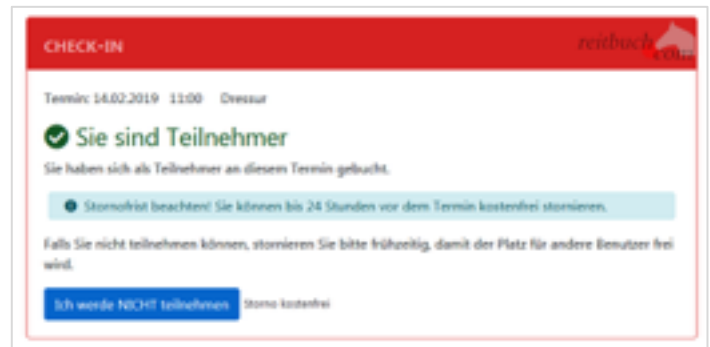 CHECK-IN
reitbuch
.com
Termin: 14.02.2019 11:00 Dressur
Sie sind Teilnehmer
Sie haben sich als Teilnehmer an diesem Termin gebucht.
Stornofrist beachten! Sie können bis 24 Stunden vor dem Termin kostenfrei stornieren.
Falls Sie nicht teilnehmen können, stornieren Sie bitte frühzeitig, damit der Platz für andere Benutzer frei
wird.
Ich werde NICHT teilnehmen Storno kostenfrei